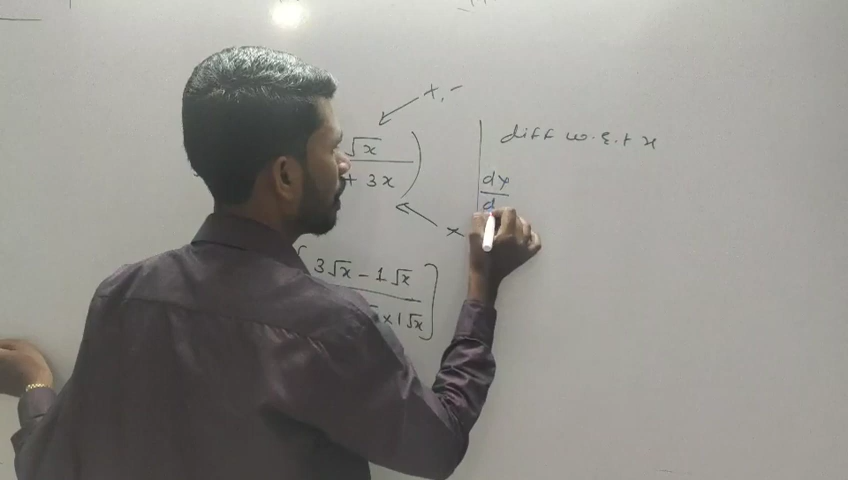 x, -
√x
+ 3x )
x
3√x - 1√x ]
x 1√x
diff w.r.t x
dy
d